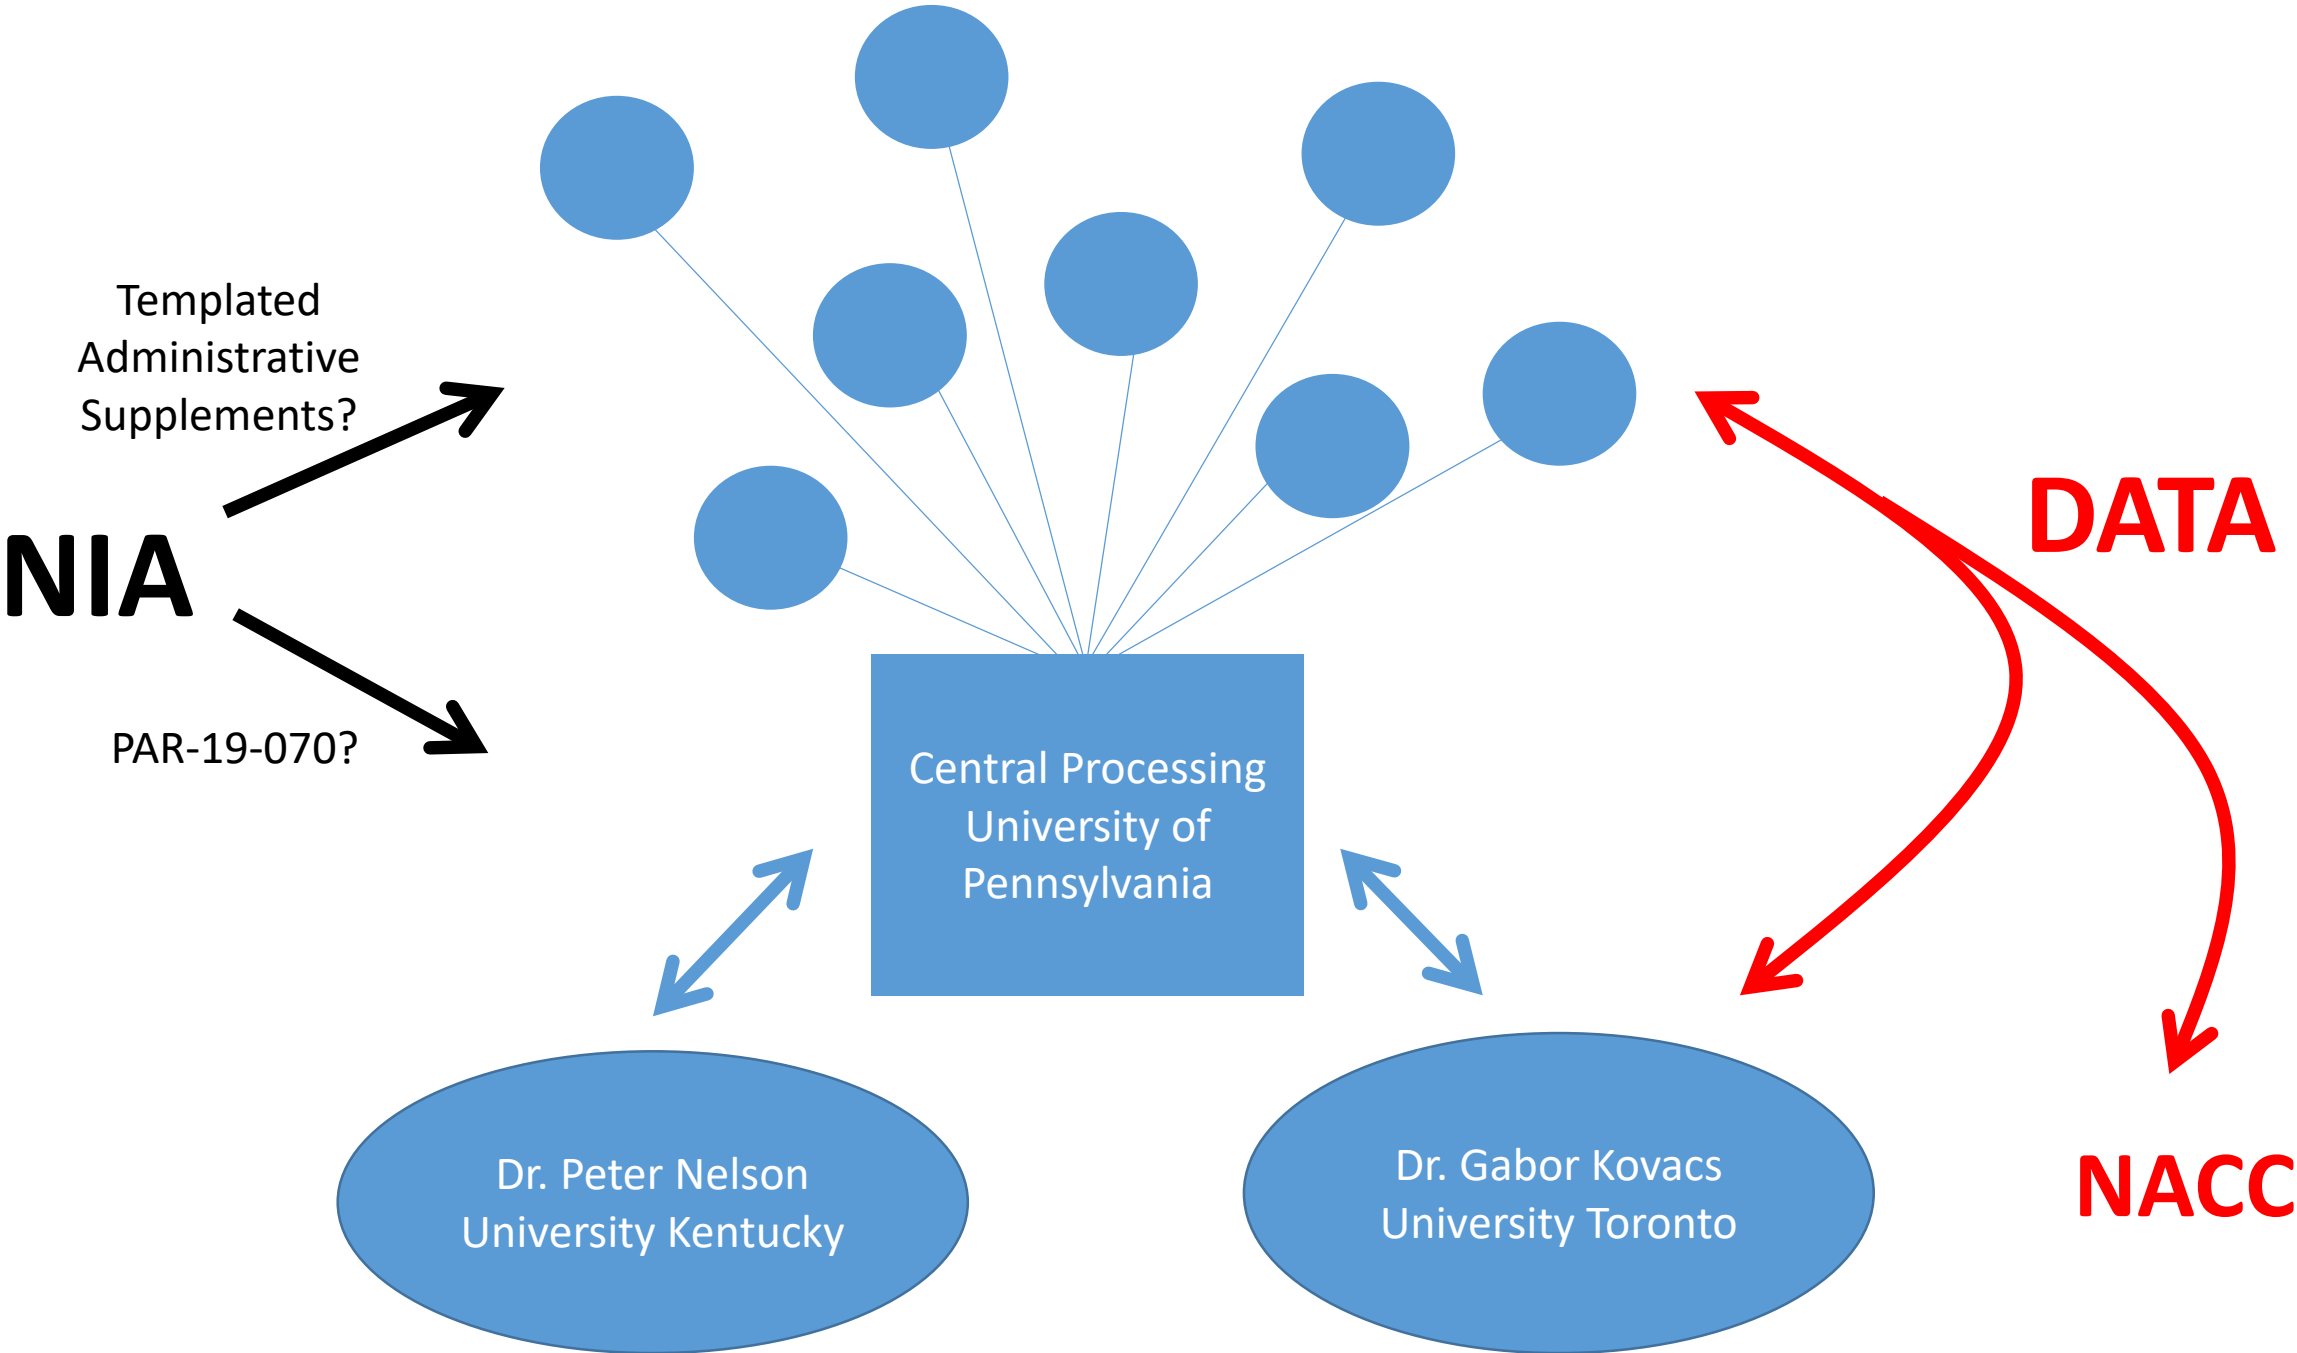 Templated
Administrative
Supplements?
NIA
PAR-19-070?
DATA
Central Processing
University of
Pennsylvania
Dr. Peter Nelson
University Kentucky
Dr. Gabor Kovacs
University Toronto
NACC